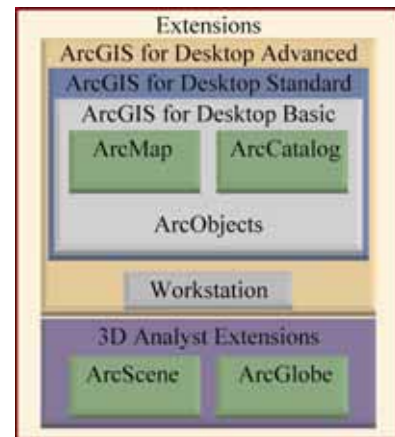 Extensions
ArcGIS for Desktop Advanced
ArcGIS for Desktop Standard
ArcGIS for Desktop Basic
ArcMap ArcCatalog
ArcObjects
Workstation
3D Analyst Extensions
ArcScene ArcGlobe